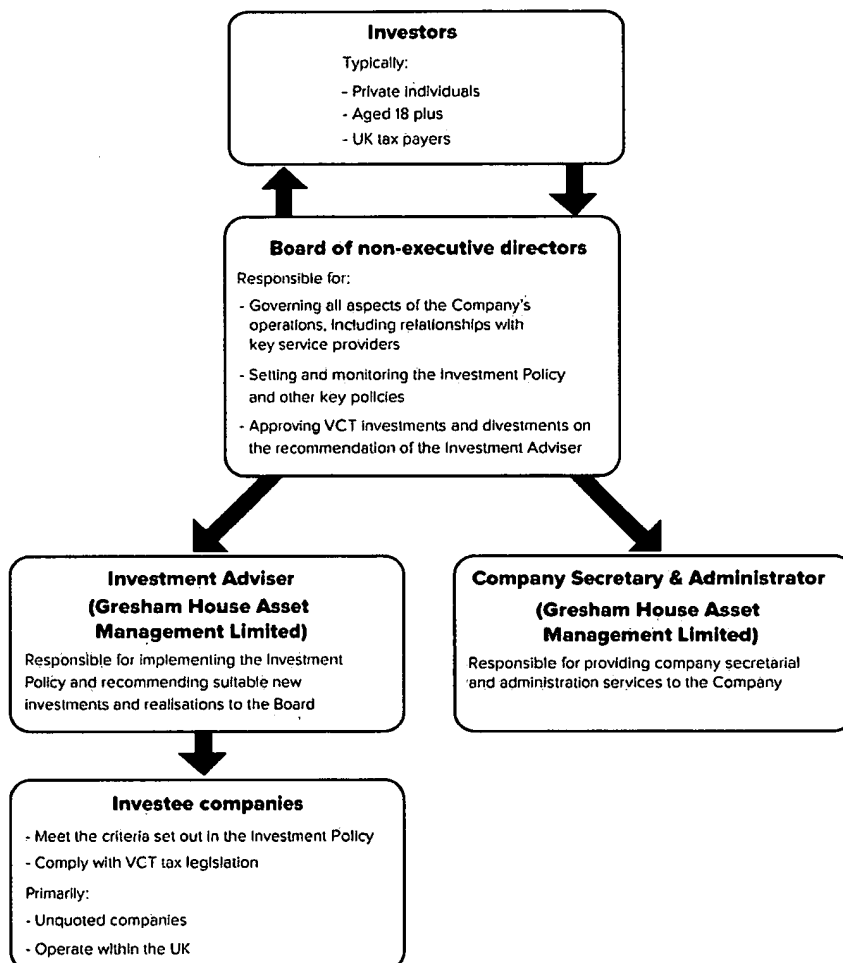 Investors
Typically:
- Private individuals
- Aged 18 plus
- UK tax payers
Board of non-executive directors
Responsible for:
- Governing all aspects of the Company's
operations, including relationships with
key service providers
- Setting and monitoring the Investment Policy
and other key policies
- Approving VCT investments and divestments on
the recommendation of the Investment Adviser
Investment Adviser
(Gresham House Asset
Management Limited)
Responsible for implementing the Investment
Policy and recommending suitable new
investments and realisations to the Board
Company Secretary & Administrator
(Gresham House Asset
Management Limited)
Responsible for providing company secretarial
and administration services to the Company
Investee companies
- Meet the criteria set out in the Investment Policy
- Comply with VCT tax legislation
Primarily:
- Unquoted companies
- Operate within the UK